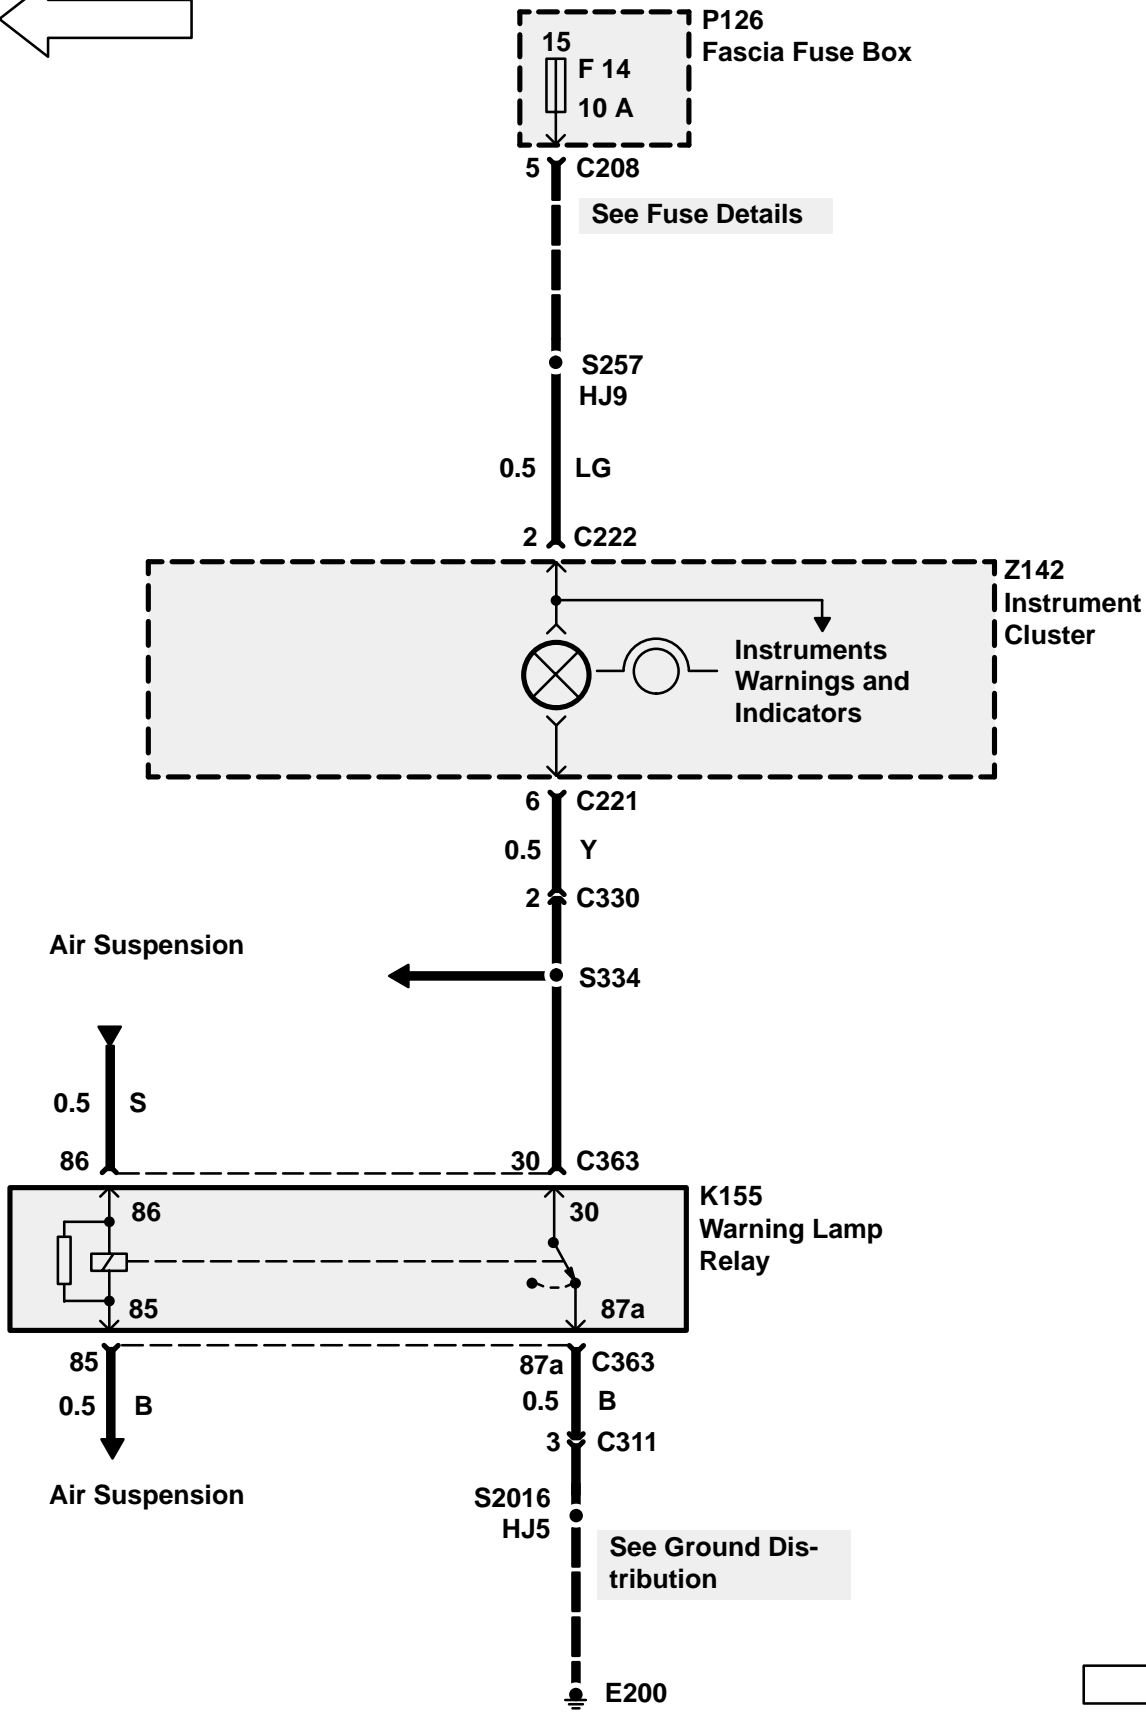 P126
Fascia Fuse Box
15
F 14
10 A
5
C208
See Fuse Details
S257
HJ9
0.5
LG
2
C222
Z142
Instrument
Cluster
Instruments
Warnings and
Indicators
6
C221
0.5
Y
2
C330
Air Suspension
S334
0.5
S
86
30
C363
K155
Warning Lamp
Relay
86
30
85
87a
85
87a
C363
0.5
B
0.5
B
3
C311
Air Suspension
S2016
HJ5
See Ground Dis-
tribution
E200